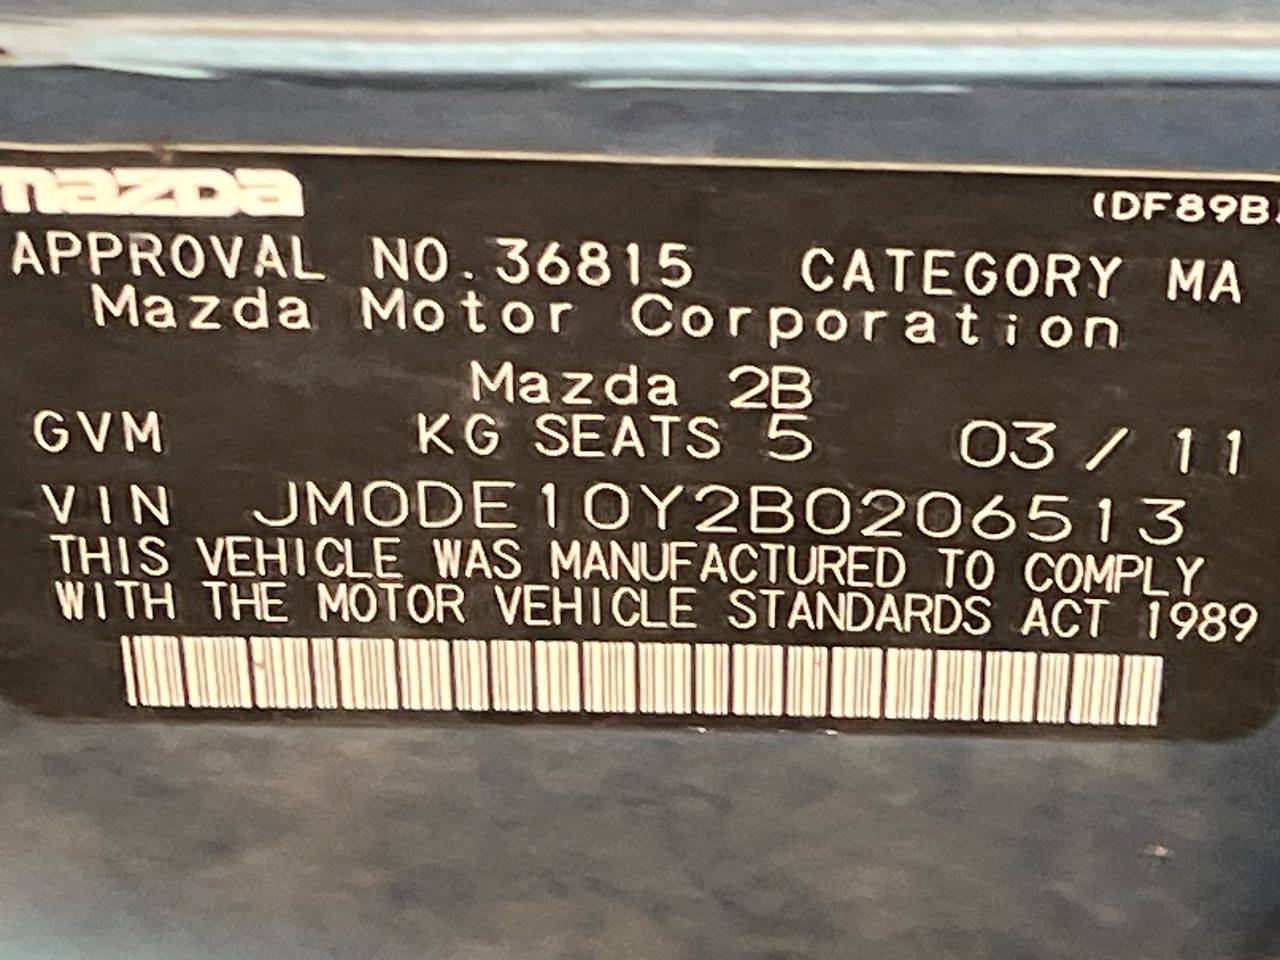 mazda
(DF89B)
APPROVAL NO. 36815 CATEGORY MA
Mazda Motor Corporation
Mazda 2B
GVM KG SEATS 5 03 / 11
VIN JM0DE10Y2B0206513
THIS VEHICLE WAS MANUFACTURED TO COMPLY
WITH THE MOTOR VEHICLE STANDARDS ACT 1989